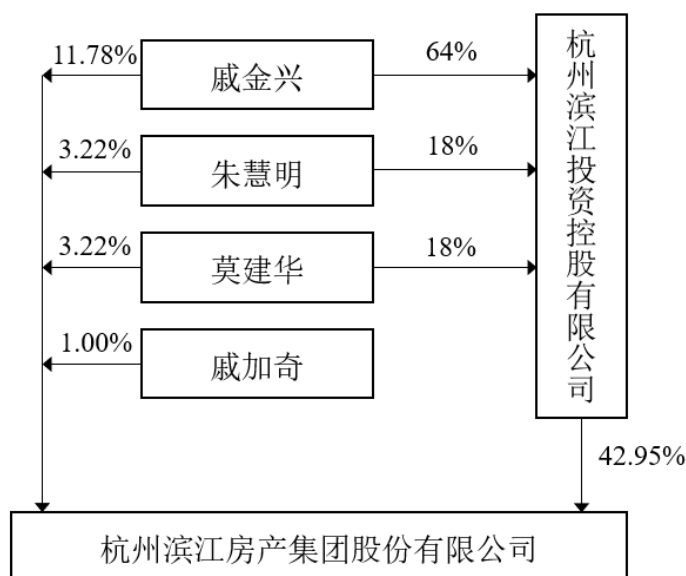 11.78%
戚金兴
64%
3.22%
朱慧明
18%
3.22%
莫建华
18%
1.00%
戚加奇
杭州滨江投资控股有限公司
42.95%
杭州滨江房产集团股份有限公司